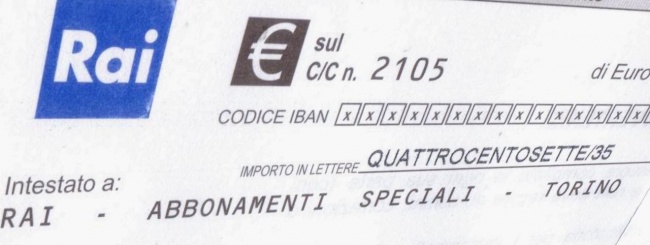 Rai
€ sul
C/C n. 2105 di Euro
CODICE IBAN X X X X X X X X X X X X X X
IMPORTO IN LETTERE QUATTROCENTOSETTE/35
Intestato a:
RAI - ABBONAMENTI SPECIALI - TORINO